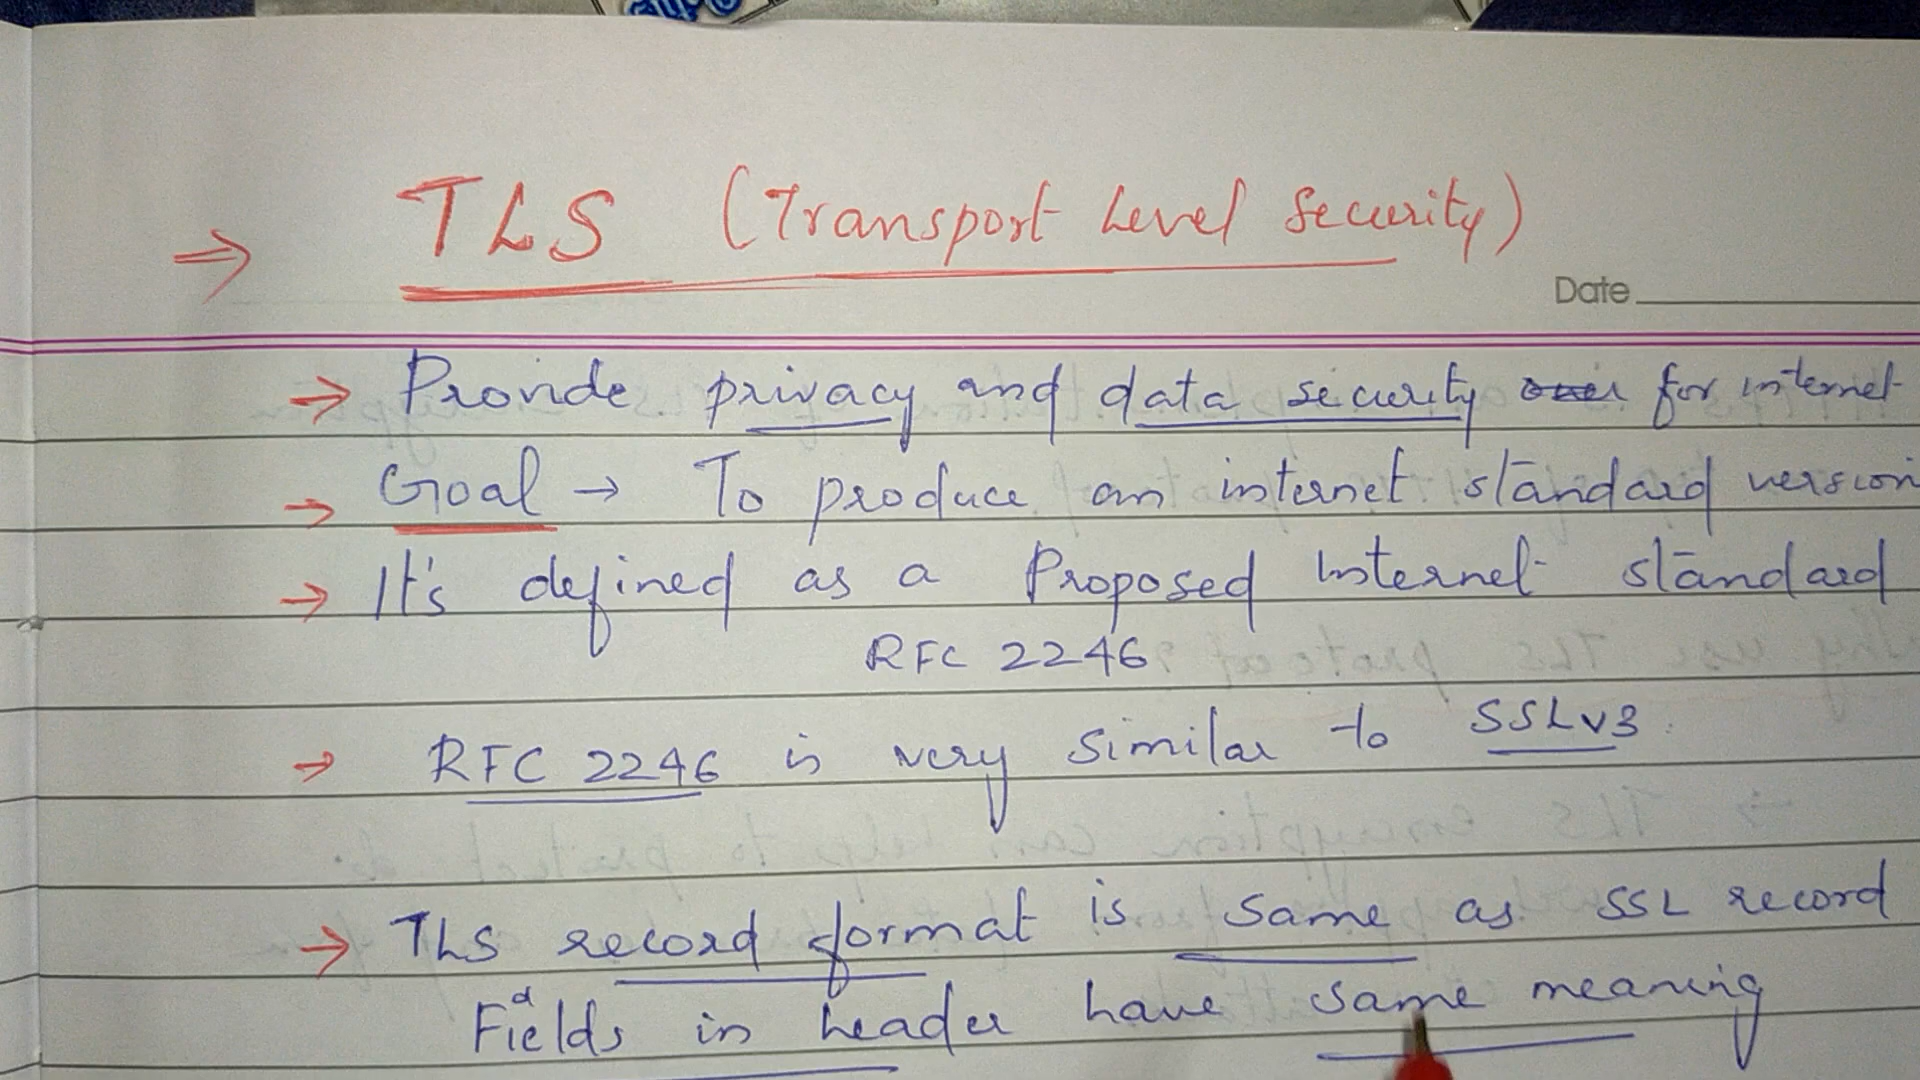 ⇒ TLS (Transport Level Security)
Date
→ Provide privacy and data security for internet
→ Goal → To produce an internet standard version
→ It's defined as a Proposed Internet standard
RFC 2246
→ RFC 2246 is very similar to SSLv3.
→ TLS record format is same as SSL record
Fields in header have same meaning